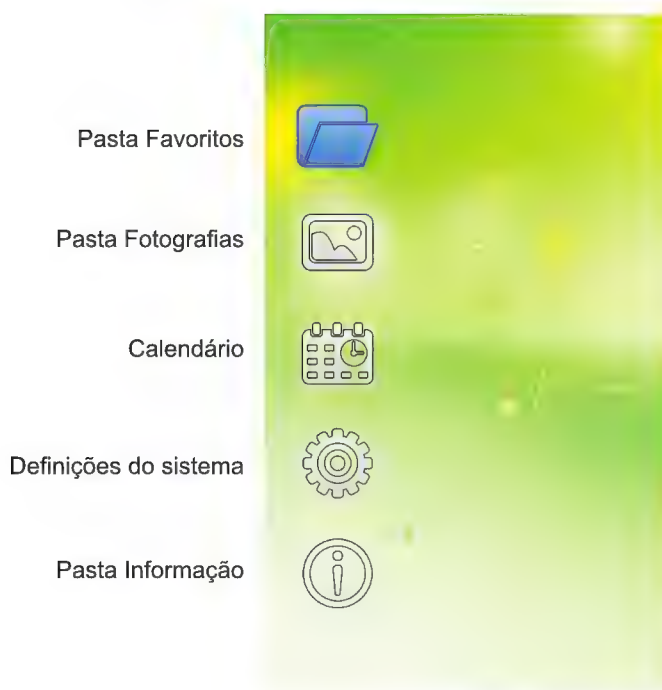 Pasta Favoritos
Pasta Fotografias
Calendário
Definições do sistema
Pasta Informação